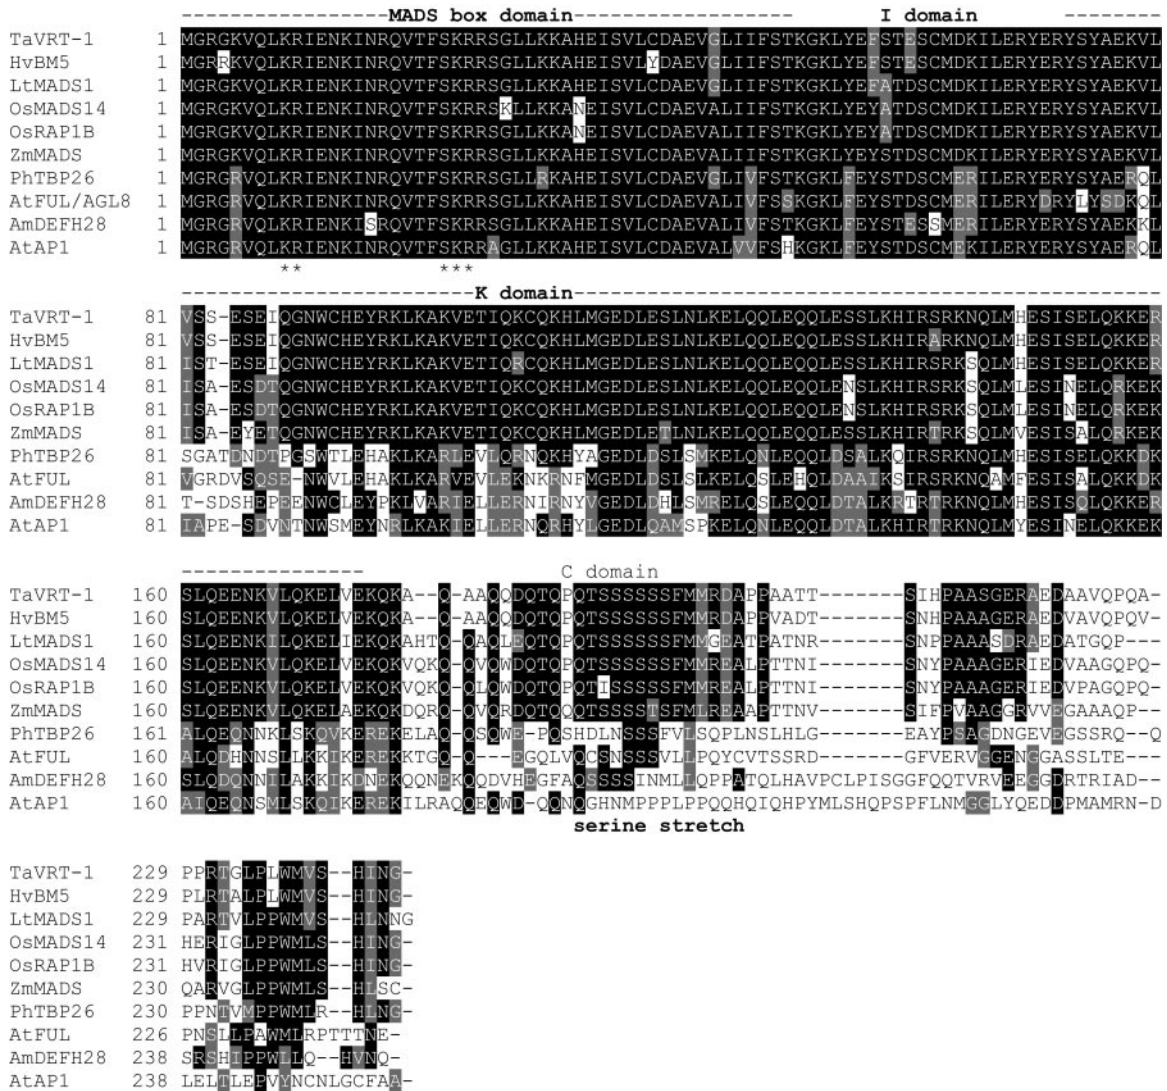 MADS box domain I domain
TaVRT-1 1 MGRGKVQLKRIENKINRQVTFSKRRSGLLKKAHEISVLCDAEVGLIIFSTKGKLYEFSTESCMDKILERYERYSYAEKVL
HvBM5 1 MGRRKVQLKRIENKINRQVTFSKRRSGLLKKAHEISVLYDAEVGLIIFSTKGKLYEFSTESCMDKILERYERYSYAEKVL
LtMADS1 1 MGRGKVQLKRIENKINRQVTFSKRRSGLLKKAHEISVLCDAEVGLIIFSTKGKLYEFATDSCMDKILERYERYSYAEKVL
OsMADS14 1 MGRGKVQLKRIENKINRQVTFSKRRSKLLKKANEISVLCDAEVALIIFSTKGKLYEYATDSCMDKILERYERYSYAEKVL
OsRAP1B 1 MGRGKVQLKRIENKINRQVTFSKRRSGLLKKANEISVLCDAEVALIIFSTKGKLYEYATDSCMDKILERYERYSYAEKVL
ZmMADS 1 MGRGKVQLKRIENKINRQVTFSKRRSGLLKKAHEISVLCDAEVALIIFSTKGKLYEYSTDSCMDKILERYERYSYAEKVL
PhTBP26 1 MGRGRVQLKRIENKINRQVTFSKRRSGLLRKAHEISVLCDAEVGLIVFSTKGKLFEYSTDSCMERILERYERYSYAERQL
AtFUL/AGL8 1 MGRGRVQLKRIENKINRQVTFSKRRSGLLKKAHEISVLCDAEVALIVFSSKGKLFEYSTDSCMERILERYDRYLYSDKQL
AmDEFH28 1 MGRGRVQLKRIENKISRQVTFSKRRSGLLKKAHEISVLCDAEVALIVFSTKGKLFEYSTESSMERILERYERYSYAEKKL
AtAP1 1 MGRGRVQLKRIENKINRQVTFSKRRAGLLKKAHEISVLCDAEVALVVFSHKGKLFEYSTDSCMEKILERYERYSYAERQL
** ***
K domain
TaVRT-1 81 VSS-ESEIQGNWCHEYRKLKAKVETIQKCQKHLMGEDLESLNLKELQQLEQQLESSLKHIRSRKNQLMHESISELQKKER
HvBM5 81 VSS-ESEIQGNWCHEYRKLKAKVETIQKCQKHLMGEDLESLNLKELQQLEQQLESSLKHIRARKNQLMHESISELQKKER
LtMADS1 81 IST-ESEIQGNWCHEYRKLKAKVETIQRCQKHLMGEDLESLNLKELQQLEQQLESSLKHIRSRKSQLMHESISELQKKER
OsMADS14 81 ISA-ESDTQGNWCHEYRKLKAKVETIQKCQKHLMGEDLESLNLKELQQLEQQLENSLKHIRSRKSQLMLESINELQRKEK
OsRAP1B 81 ISA-ESDTQGNWCHEYRKLKAKVETIQKCQKHLMGEDLESLNLKELQQLEQQLENSLKHIRSRKSQLMLESINELQRKEK
ZmMADS 81 ISA-EYETQGNWCHEYRKLKAKVETIQKCQKHLMGEDLETLNLKELQQLEQQLESSLKHIRTRKSQLMVESISALQRKEK
PhTBP26 81 SGATDNDTPGSWTLEHAKLKARLEVLQRNQKHYAGEDLDSLSMKELQNLEQQLDSALKQIRSRKNQLMHESISELQKKDK
AtFUL 81 VGRDVSQSE-NWVLEHAKLKARVEVLEKNKRNFMGEDLDSLSLKELQSLEHQLDAAIKSIRSRKNQAMFESISALQKKDK
AmDEFH28 81 T-SDSHEPEENWCLEYPKLVARIELLERNIRNYMGEDLDHLSMRELQSLEQQLDTALKRTRTRKNQLMHESISELQKKEK
AtAP1 81 IAPE-SDVNTNWSMEYNRLKAKIELLERNQRHYLGEDLQAMSPKELQNLEQQLDTALKHIRTRKNQLMYESINELQKKEK
C domain
TaVRT-1 160 SLQEENKVLQKELVEKQKA--Q-AAQQDQTQPQTSSSSSSFMMRDAPPAATT-------SIHPAASGERAEDAAVQPQA-
HvBM5 160 SLQEENKVLQKELVEKQKA--Q-AAQQDQTQPQTSSSSSSFMMRDAPPVADT-------SNHPAAAGERAEDVAVQPQV-
LtMADS1 160 SLQEENKILQKELIEKQKAHTQ-QAQLEQTQPQTSSSSSSFMMGEATPATNR-------SNPPAAASDRAEDATGQP---
OsMADS14 160 SLQEENKVLQKELVEKQKVQKQ-QVQWDQTQPQTSSSSSSFMMREALPTTNI-------SNYPAAAGERIEDVAAGQPQ-
OsRAP1B 160 SLQEENKVLQKELVEKQKVQKQ-QLQWDQTQPQTISSSSSFMMREALPTTNI-------SNYPAAAGERIEDVPAGQPQ-
ZmMADS 160 SLQEENKVLQKELAEKQKDQRQ-QVQRDQTQQQTSSSSTSFMLREAAPTTNV-------SIFPVAAGGRVVEGAAAQP--
PhTBP26 161 ALQEQNNKLSKQVKEREKELAQ-QSQWE-PQSHDLNSSSFVLSQPLNSLHLG-------EAYPSAGDNGEVEGSSRQ--Q
AtFUL 160 ALQDHNNSLLKKIKEREKKTGQ--EGQLVQCSNSSSVLLPQYCVTSSRD-------GFVERVGGENGGASSLTE----
AmDEFH28 160 SLQDQNNILAKKIKDNEKQQNEKQQDVHEGFAQSSSSINMLLQPPATQLHAVPCLPISGGFQQTVRVEEGGDRTRIAD--
AtAP1 160 AIQEQNSMLSKQIKEREKILRAQQEQWD-QQNQGHNMPPPLPPQQHQIQHPYMLSHQPSPFLNMGGLYQEDDPMAMRN-D
serine stretch
TaVRT-1 229 PPRTGLPLWMVS--HING-
HvBM5 229 PLRTALPLWMVS--HING-
LtMADS1 229 PARTVLPPWMVS--HLNNG
OsMADS14 231 HERIGLPPWMLS--HING-
OsRAP1B 231 HVRIGLPPWMLS--HING-
ZmMADS 230 QARVGLPPWMLS--HLSC-
PhTBP26 230 PPNTVMPPWMLR--HLNG-
AtFUL 226 PNSLLPAWMLRPTTTNE-
AmDEFH28 238 SRSHIPPWLLQ--HVNQ-
AtAP1 238 LELTLEPVYNCNLGCFAA-